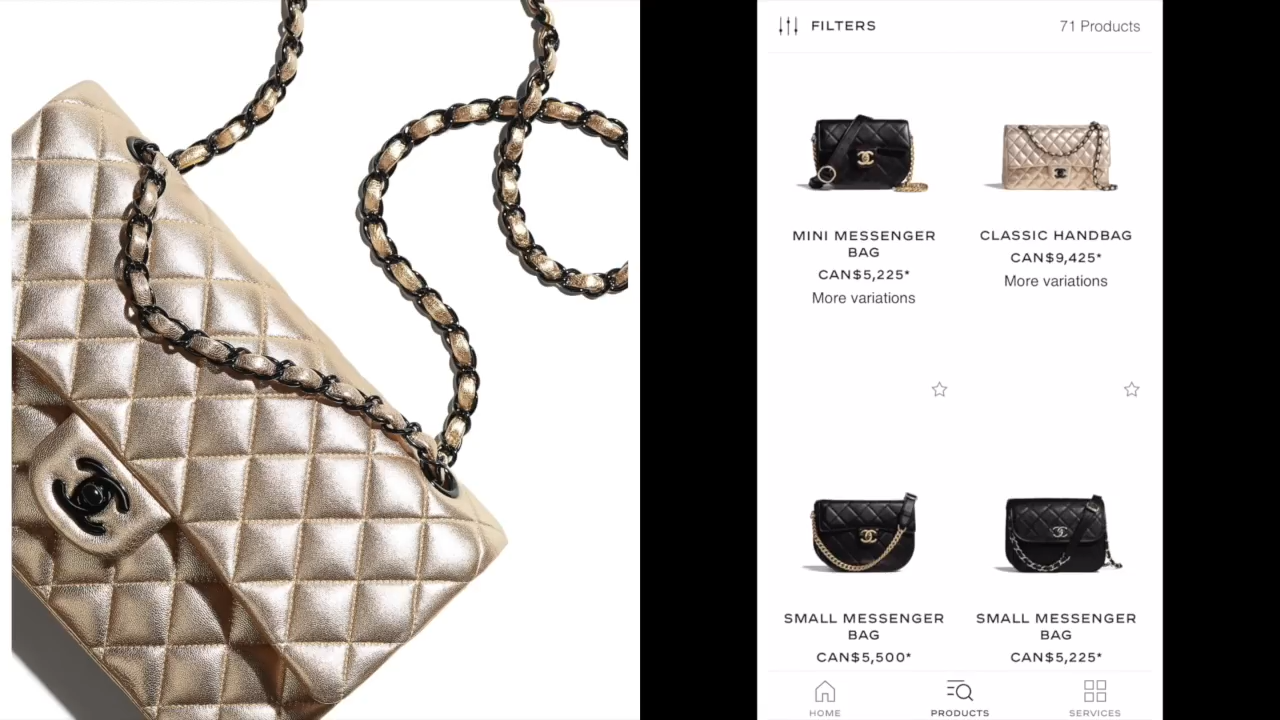 FILTERS
71 Products
MINI MESSENGER
BAG
CAN$5,225*
More variations
CLASSIC HANDBAG
CAN$9,425*
More variations
SMALL MESSENGER
BAG
CAN$5,500*
SMALL MESSENGER
BAG
CAN$5,225*
HOME
PRODUCTS
SERVICES